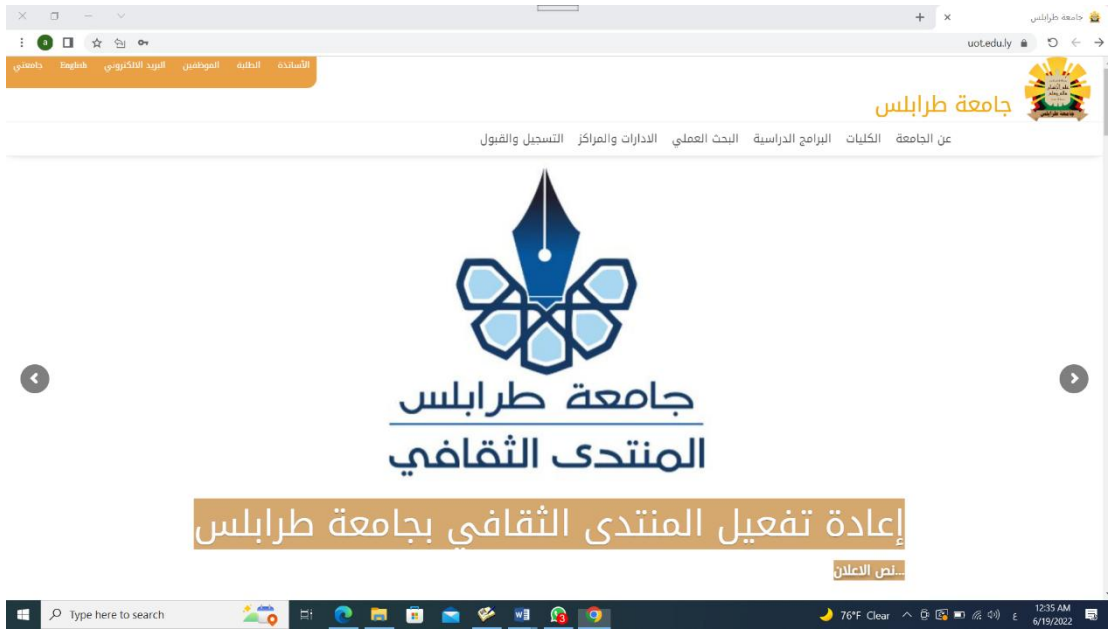 جامعة طرابلس
uot.edu.ly
الأساتذة الطلبة الموظفين البريد الالكتروني English جامعتي
جامعة طرابلس
عن الجامعة الكليات البرامج الدراسية البحث العملي الادارات والمراكز التسجيل والقبول
جامعة طرابلس
المنتدى الثقافي
إعادة تفعيل المنتدى الثقافي بجامعة طرابلس
...نص الاعلان
Type here to search
76°F Clear
ع
12:35 AM
6/19/2022